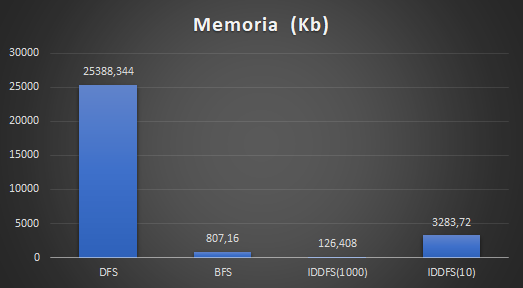 Memoria (Kb)
30000
25000
20000
15000
10000
5000
0
25388,344
807,16
126,408
3283,72
DFS
BFS
IDDFS(1000)
IDDFS(10)